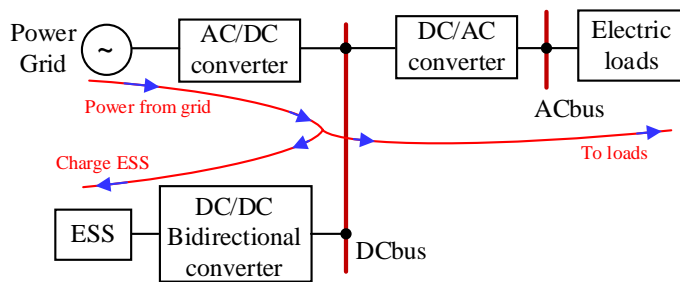 Power
Grid
~
AC/DC
converter
DC/AC
converter
Electric
loads
ACbus
Power from grid
Charge ESS
To loads
ESS
DC/DC
Bidirectional
converter
DCbus